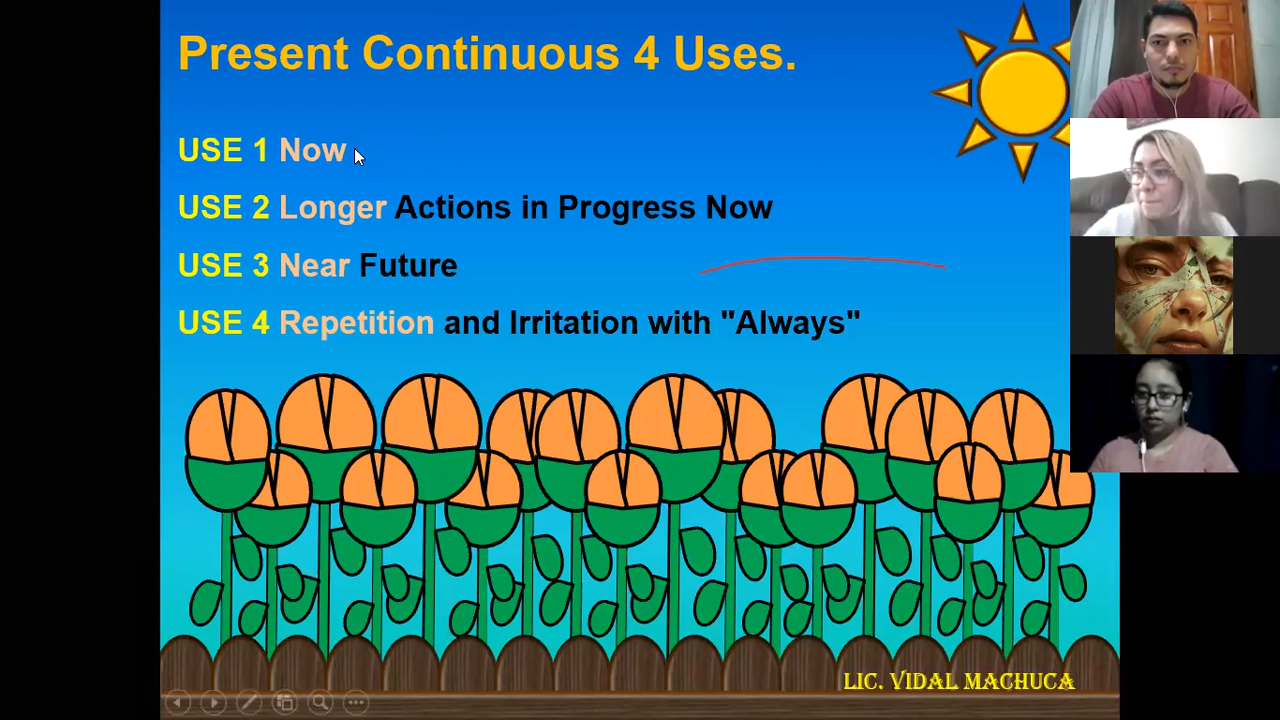 Present Continuous 4 Uses.
USE 1 Now
USE 2 Longer Actions in Progress Now
USE 3 Near Future
USE 4 Repetition and Irritation with "Always"
LIC. VIDAL MACHUCA